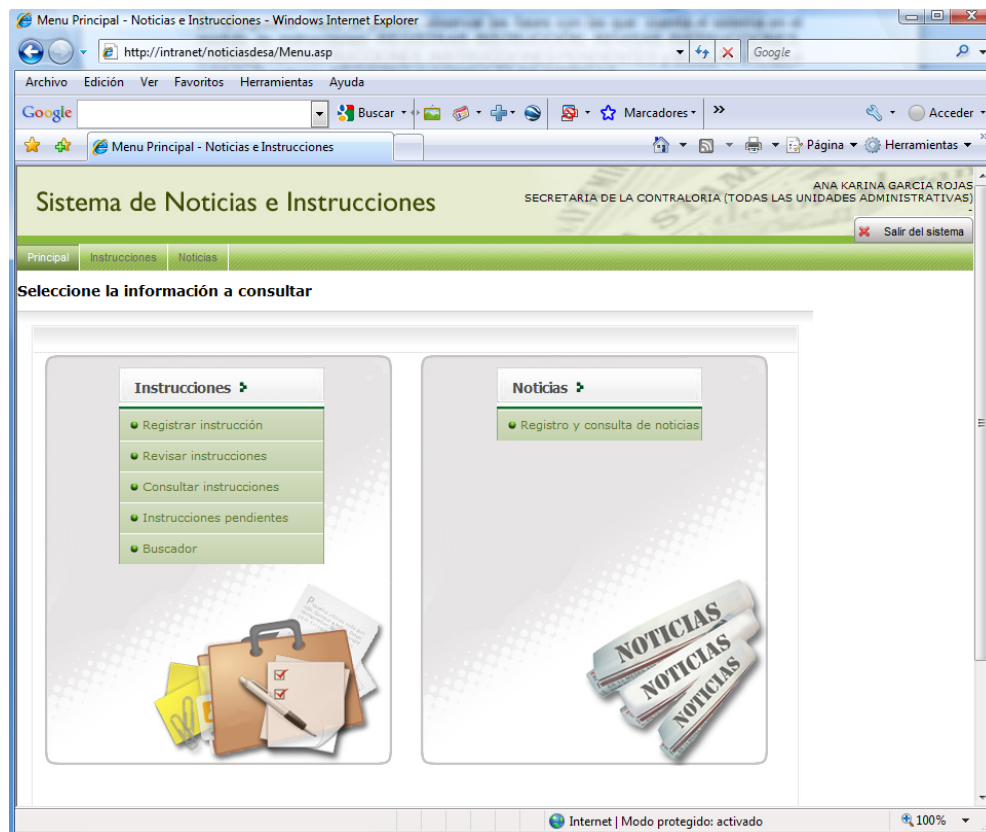 Menu Principal - Noticias e Instrucciones - Windows Internet Explorer
http://intranet/noticiasdesa/Menu.asp
Google
Archivo Edición Ver Favoritos Herramientas Ayuda
Google Buscar Marcadores » Acceder
Menu Principal - Noticias e Instrucciones Página Herramientas »
Sistema de Noticias e Instrucciones
ANA KARINA GARCIA ROJAS
SECRETARIA DE LA CONTRALORIA (TODAS LAS UNIDADES ADMINISTRATIVAS)
-
Salir del sistema
Principal Instrucciones Noticias
Seleccione la información a consultar
Instrucciones
Registrar instrucción
Revisar instrucciones
Consultar instrucciones
Instrucciones pendientes
Buscador
Noticias
Registro y consulta de noticias
NOTICIAS
NOTICIAS
NOTICIAS
Internet | Modo protegido: activado
100%